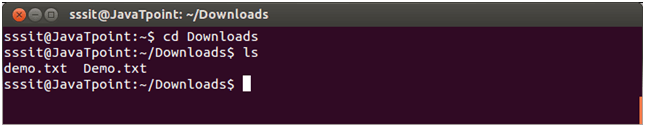 sssit@JavaTpoint: ~/Downloads
sssit@JavaTpoint:~$ cd Downloads
sssit@JavaTpoint:~/Downloads$ ls
demo.txt  Demo.txt
sssit@JavaTpoint:~/Downloads$